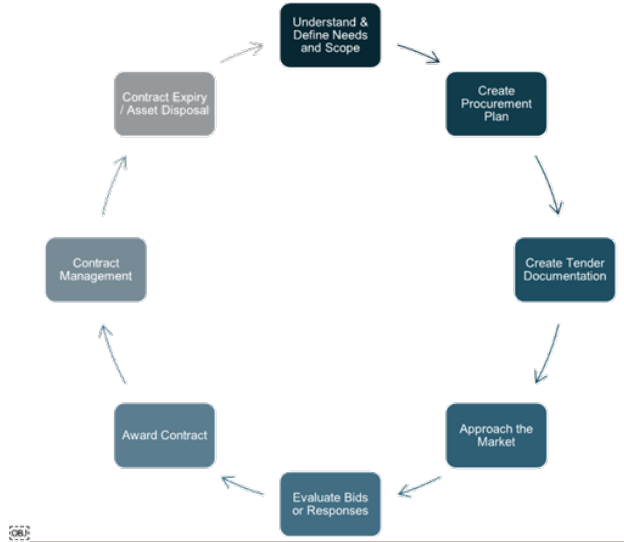 Understand &
Define Needs
and Scope
Create
Procurement
Plan
Create Tender
Documentation
Approach the
Market
Evaluate Bids
or Responses
Award Contract
Contract
Management
Contract Expiry
/ Asset Disposal
OBJ